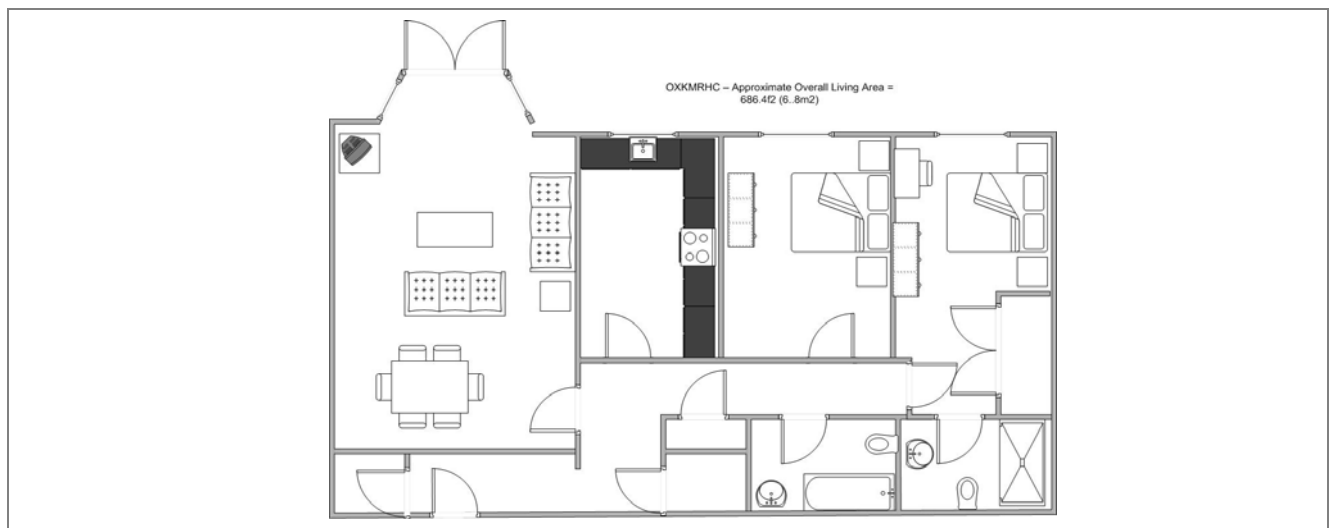 OXKMRHC – Approximate Overall Living Area =
686.4f2 (6..8m2)